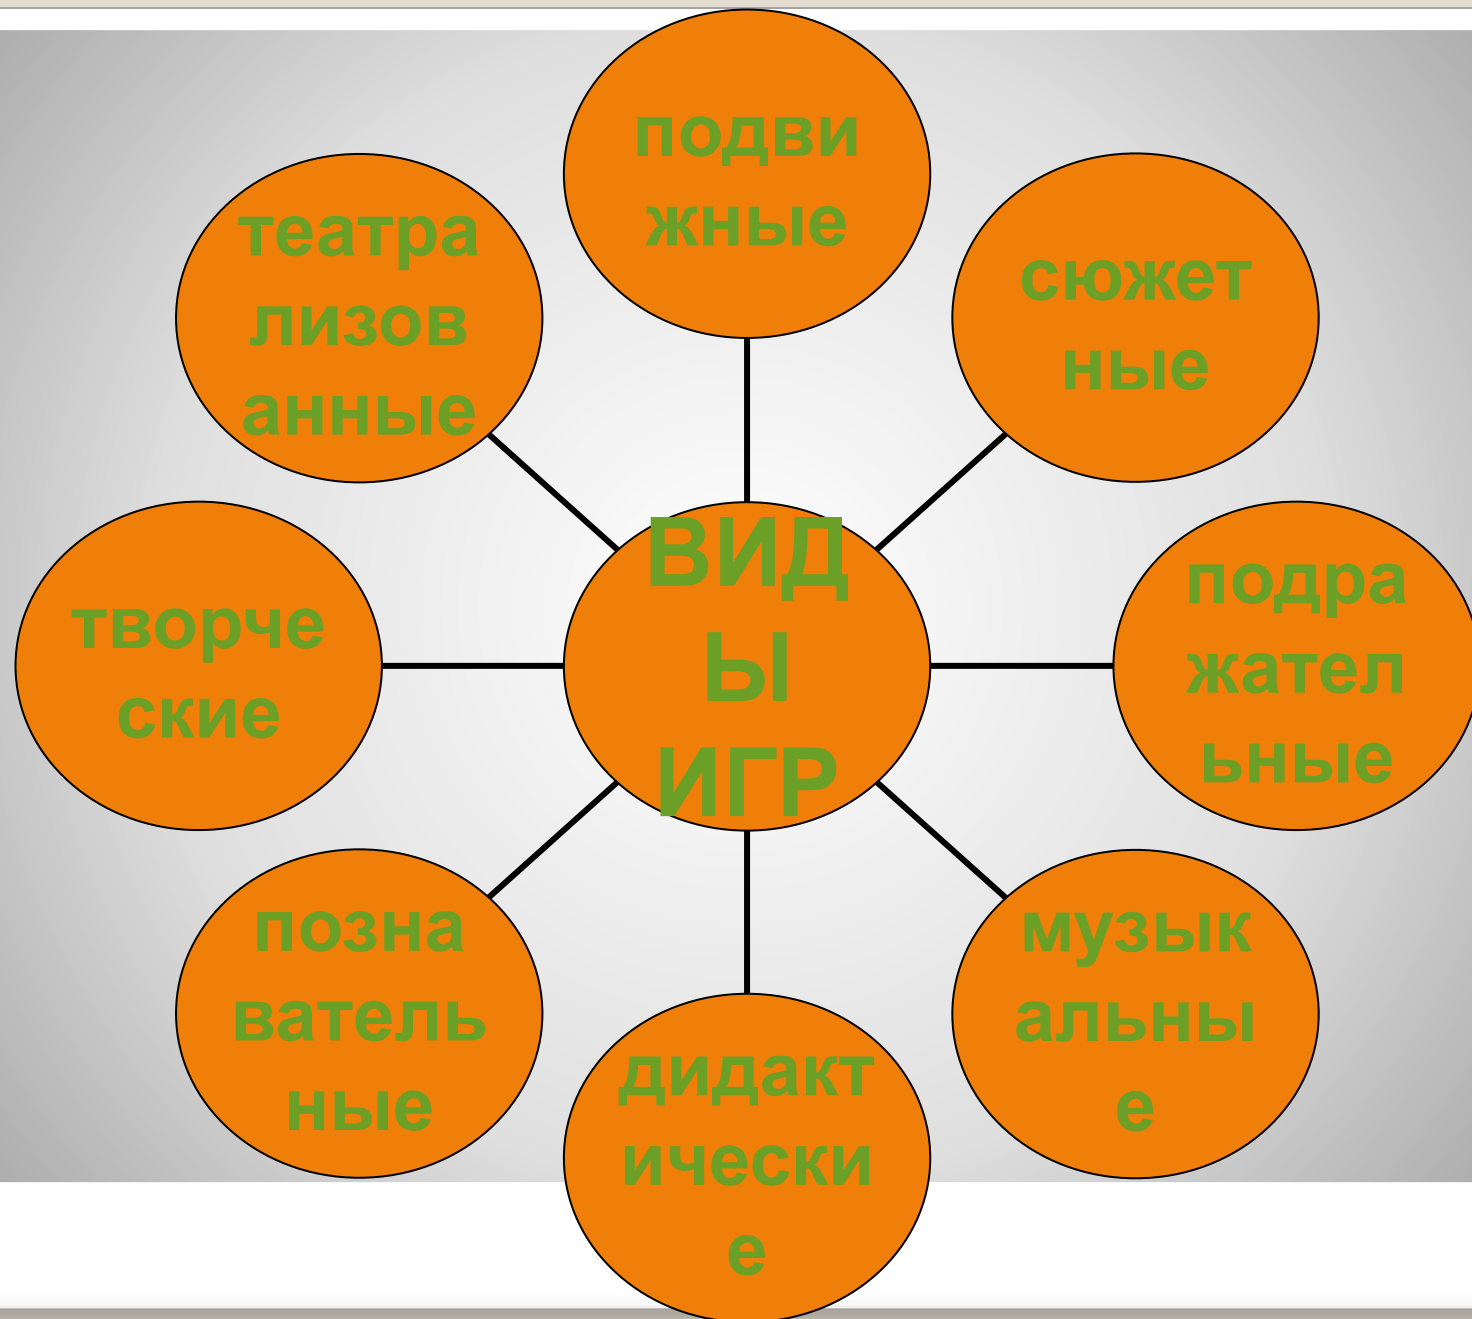 подви
жные
театра
лизов
анные
сюжет
ные
ВИД
Ы
ИГР
творче
ские
подра
жател
ьные
позна
ватель
ные
музык
альны
е
дидакт
ически
е